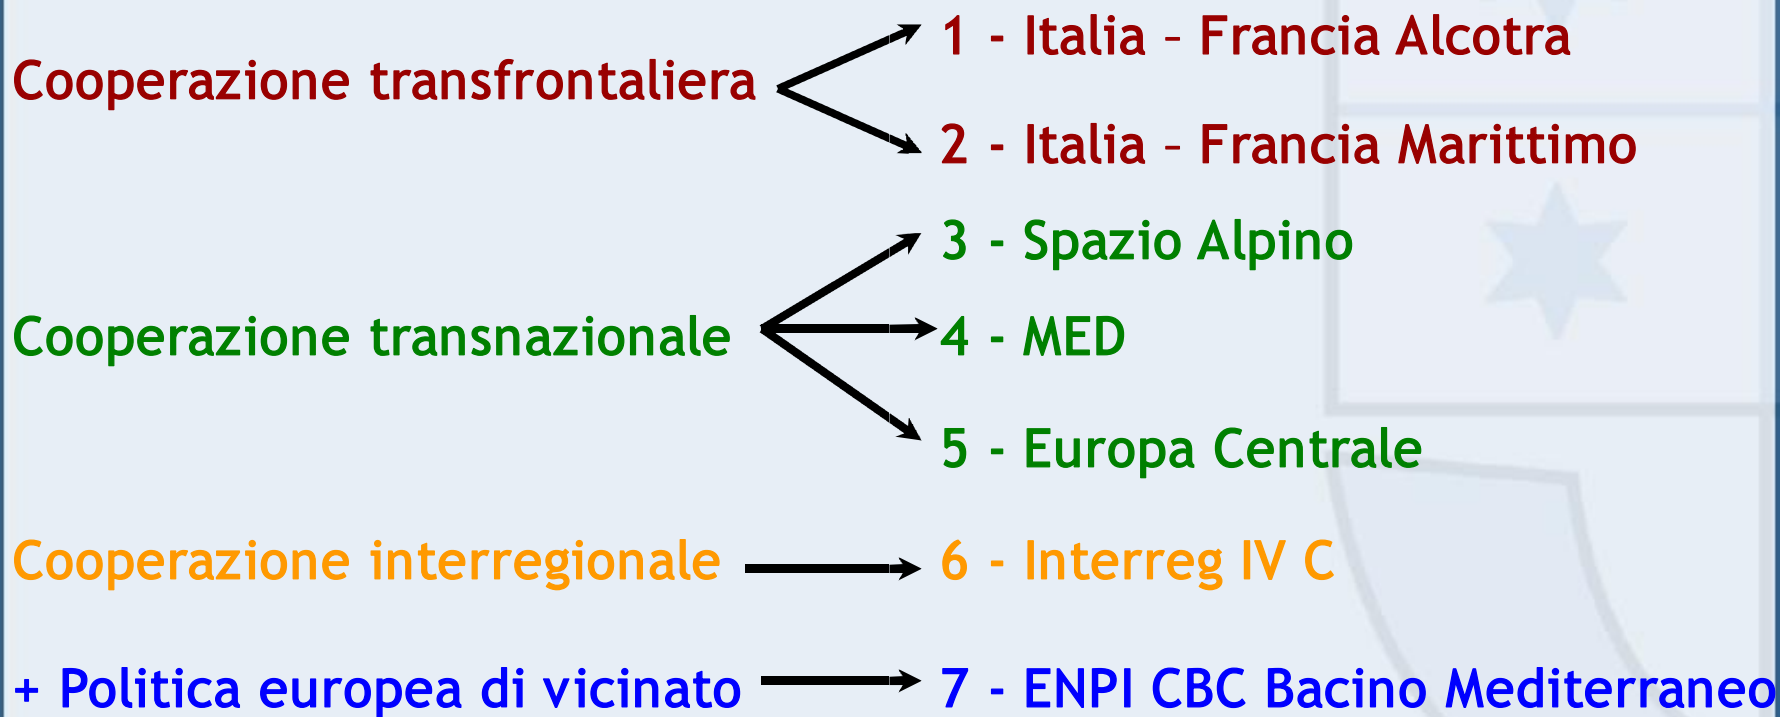 Cooperazione transfrontaliera
1 - Italia – Francia Alcotra
2 - Italia – Francia Marittimo
Cooperazione transnazionale
3 - Spazio Alpino
4 - MED
5 - Europa Centrale
Cooperazione interregionale
6 - Interreg IV C
+ Politica europea di vicinato
7 - ENPI CBC Bacino Mediterraneo